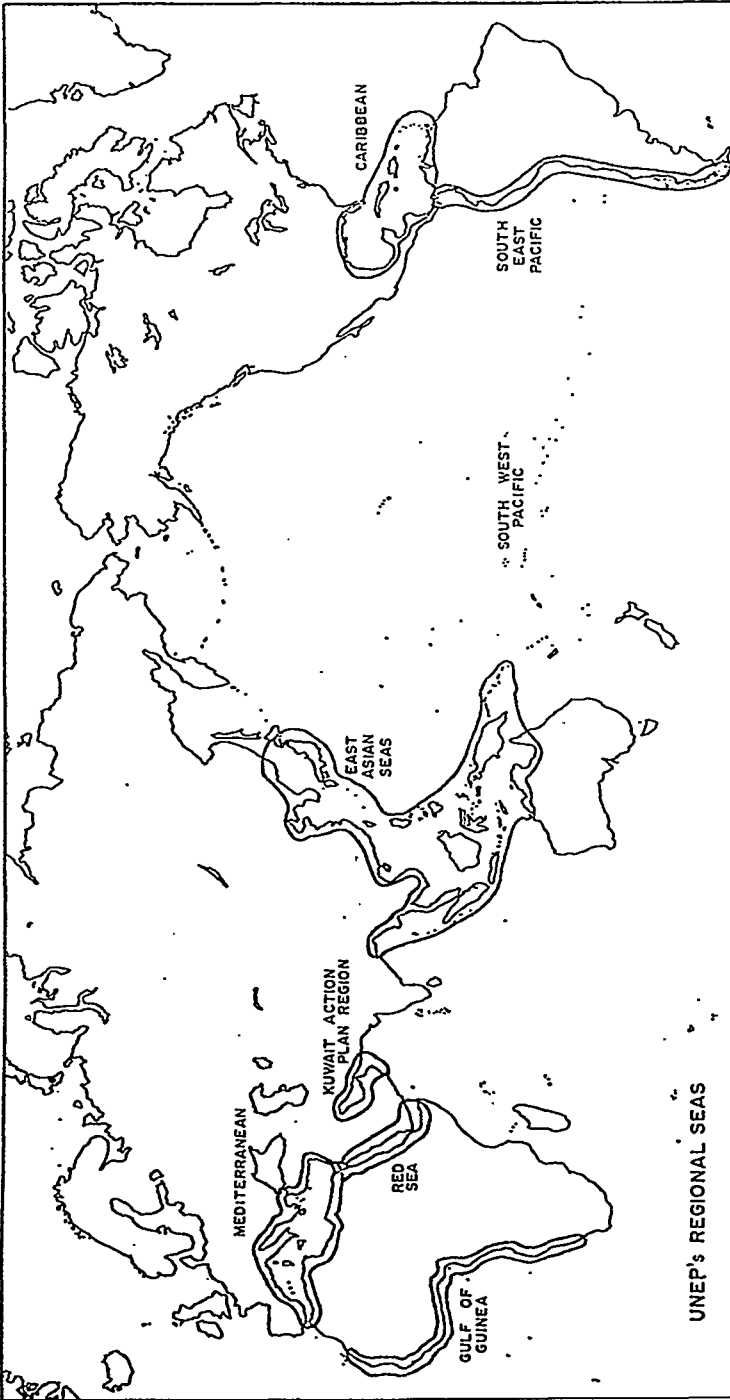 MEDITERRANEAN
KUWAIT ACTION
PLAN REGION
RED
SEA
GULF OF
GUINEA
EAST
ASIAN
SEAS
SOUTH WEST
PACIFIC
SOUTH
EAST
PACIFIC
CARIBBEAN
UNEP's REGIONAL SEAS